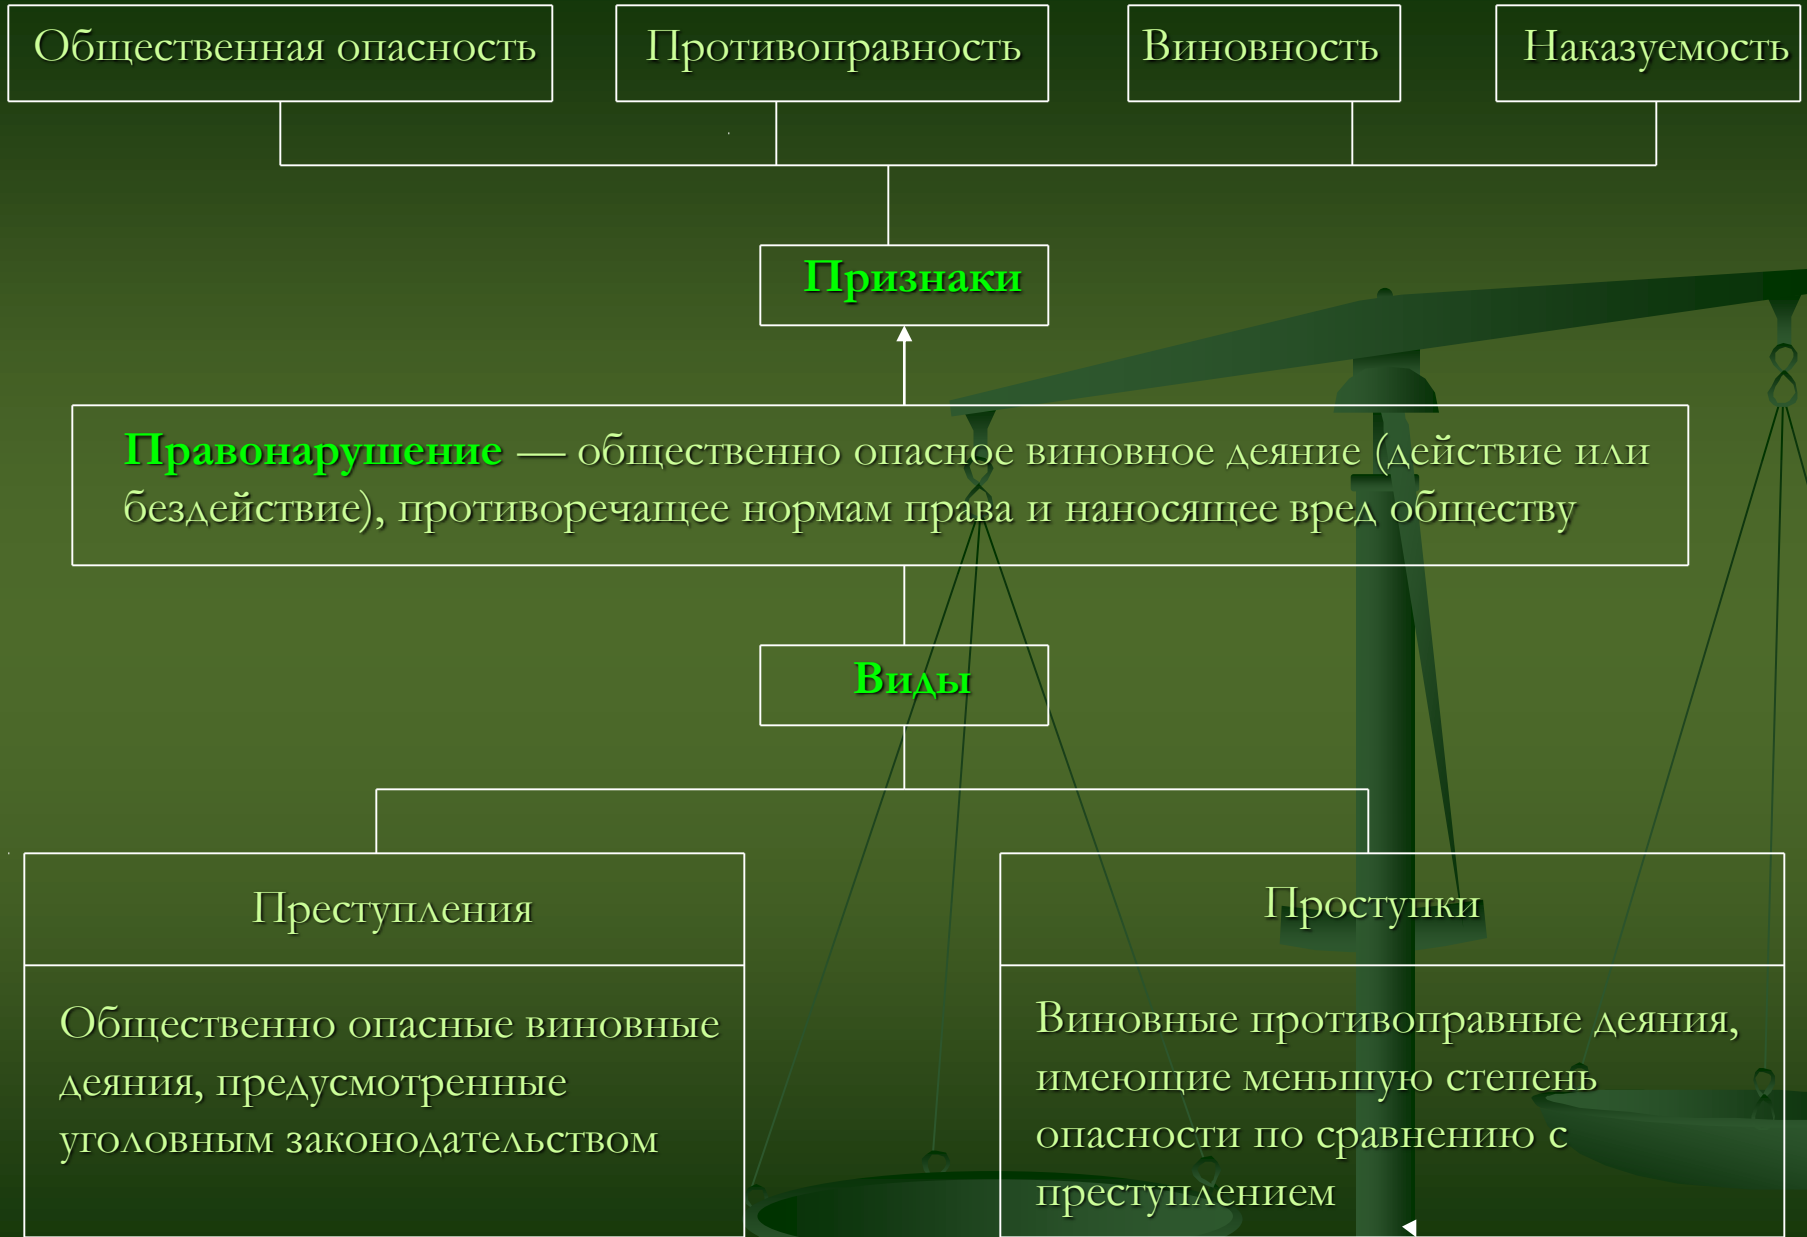 Общественная опасность
Противоправность
Виновность
Наказуемость
Признаки
Правонарушение — общественно опасное виновное деяние (действие или
бездействие), противоречащее нормам права и наносящее вред обществу
Виды
Преступления
Общественно опасные виновные
деяния, предусмотренные
уголовным законодательством
Проступки
Виновные противоправные деяния,
имеющие меньшую степень
опасности по сравнению с
преступлением